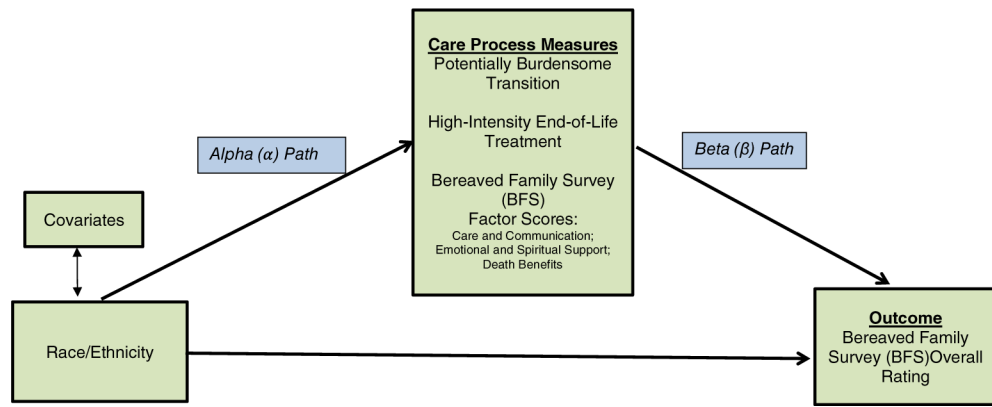 Care Process Measures
Potentially Burdensome
Transition
High-Intensity End-of-Life
Treatment
Bereaved Family Survey
(BFS)
Factor Scores:
Care and Communication;
Emotional and Spiritual Support;
Death Benefits
Alpha (α) Path
Beta (β) Path
Covariates
Race/Ethnicity
Outcome
Bereaved Family
Survey (BFS)Overall
Rating